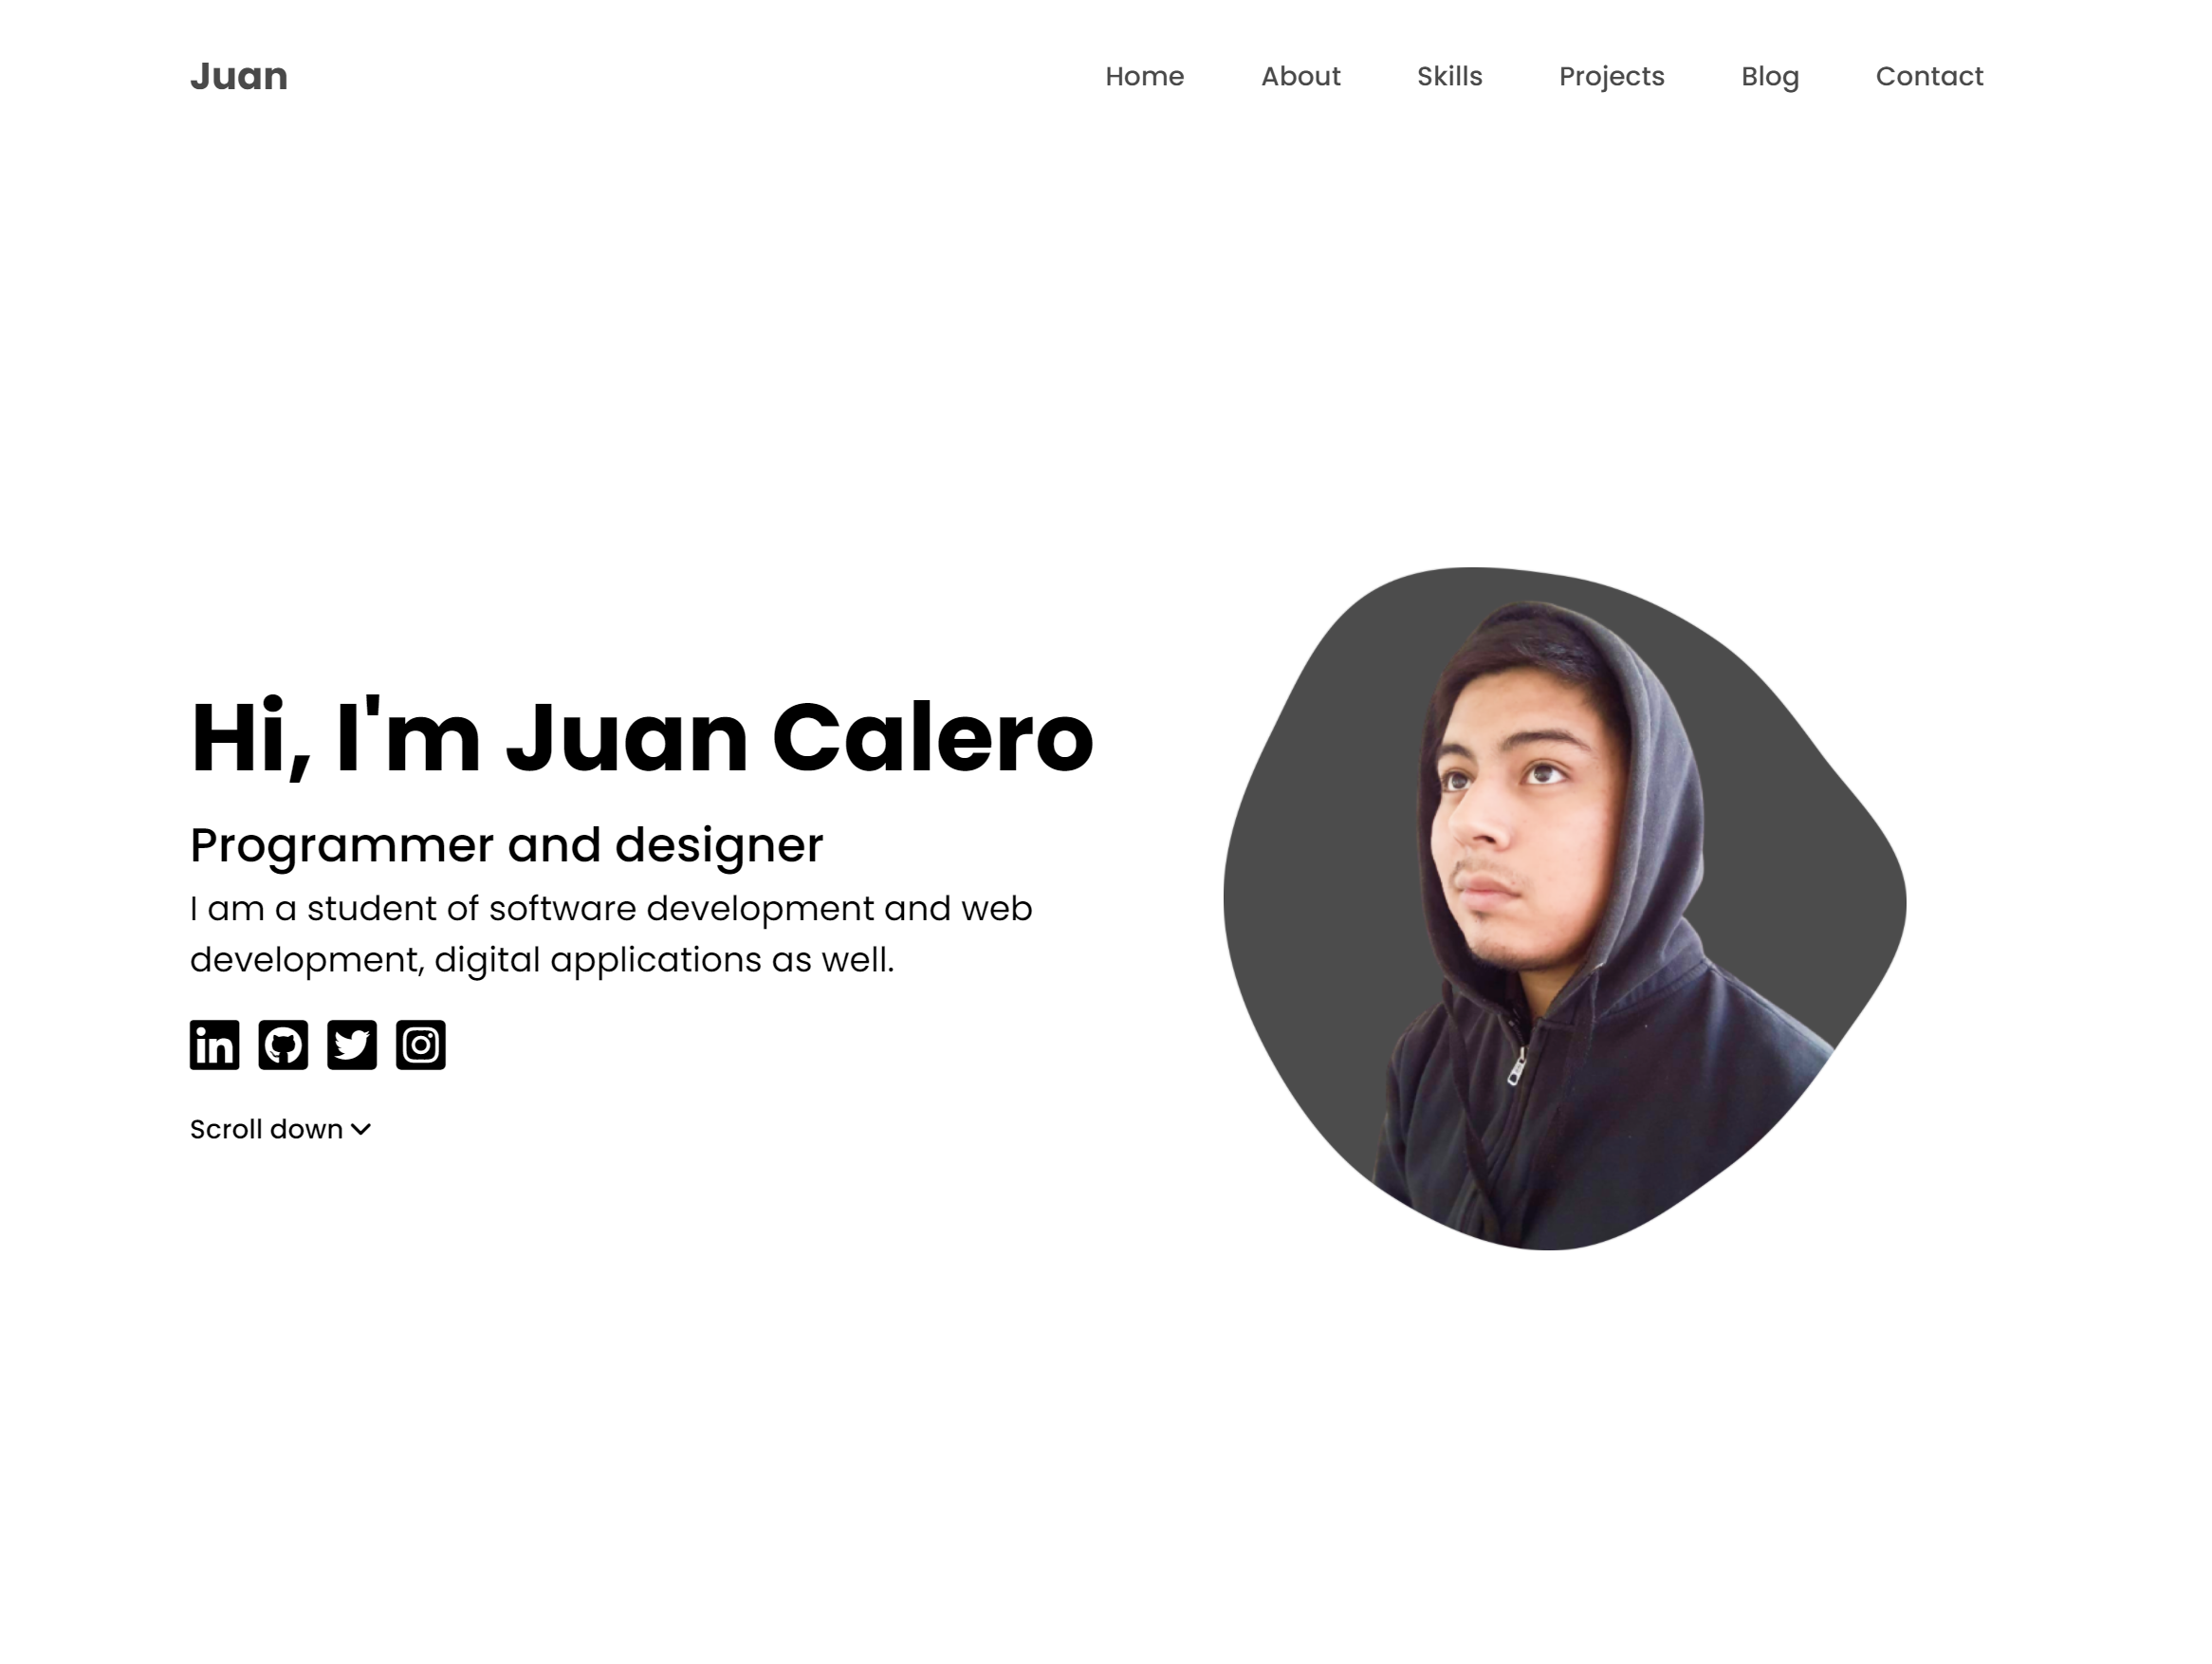 Juan
Home About Skills Projects Blog Contact
Hi, I'm Juan Calero
Programmer and designer
I am a student of software development and web
development, digital applications as well.
in
Scroll down